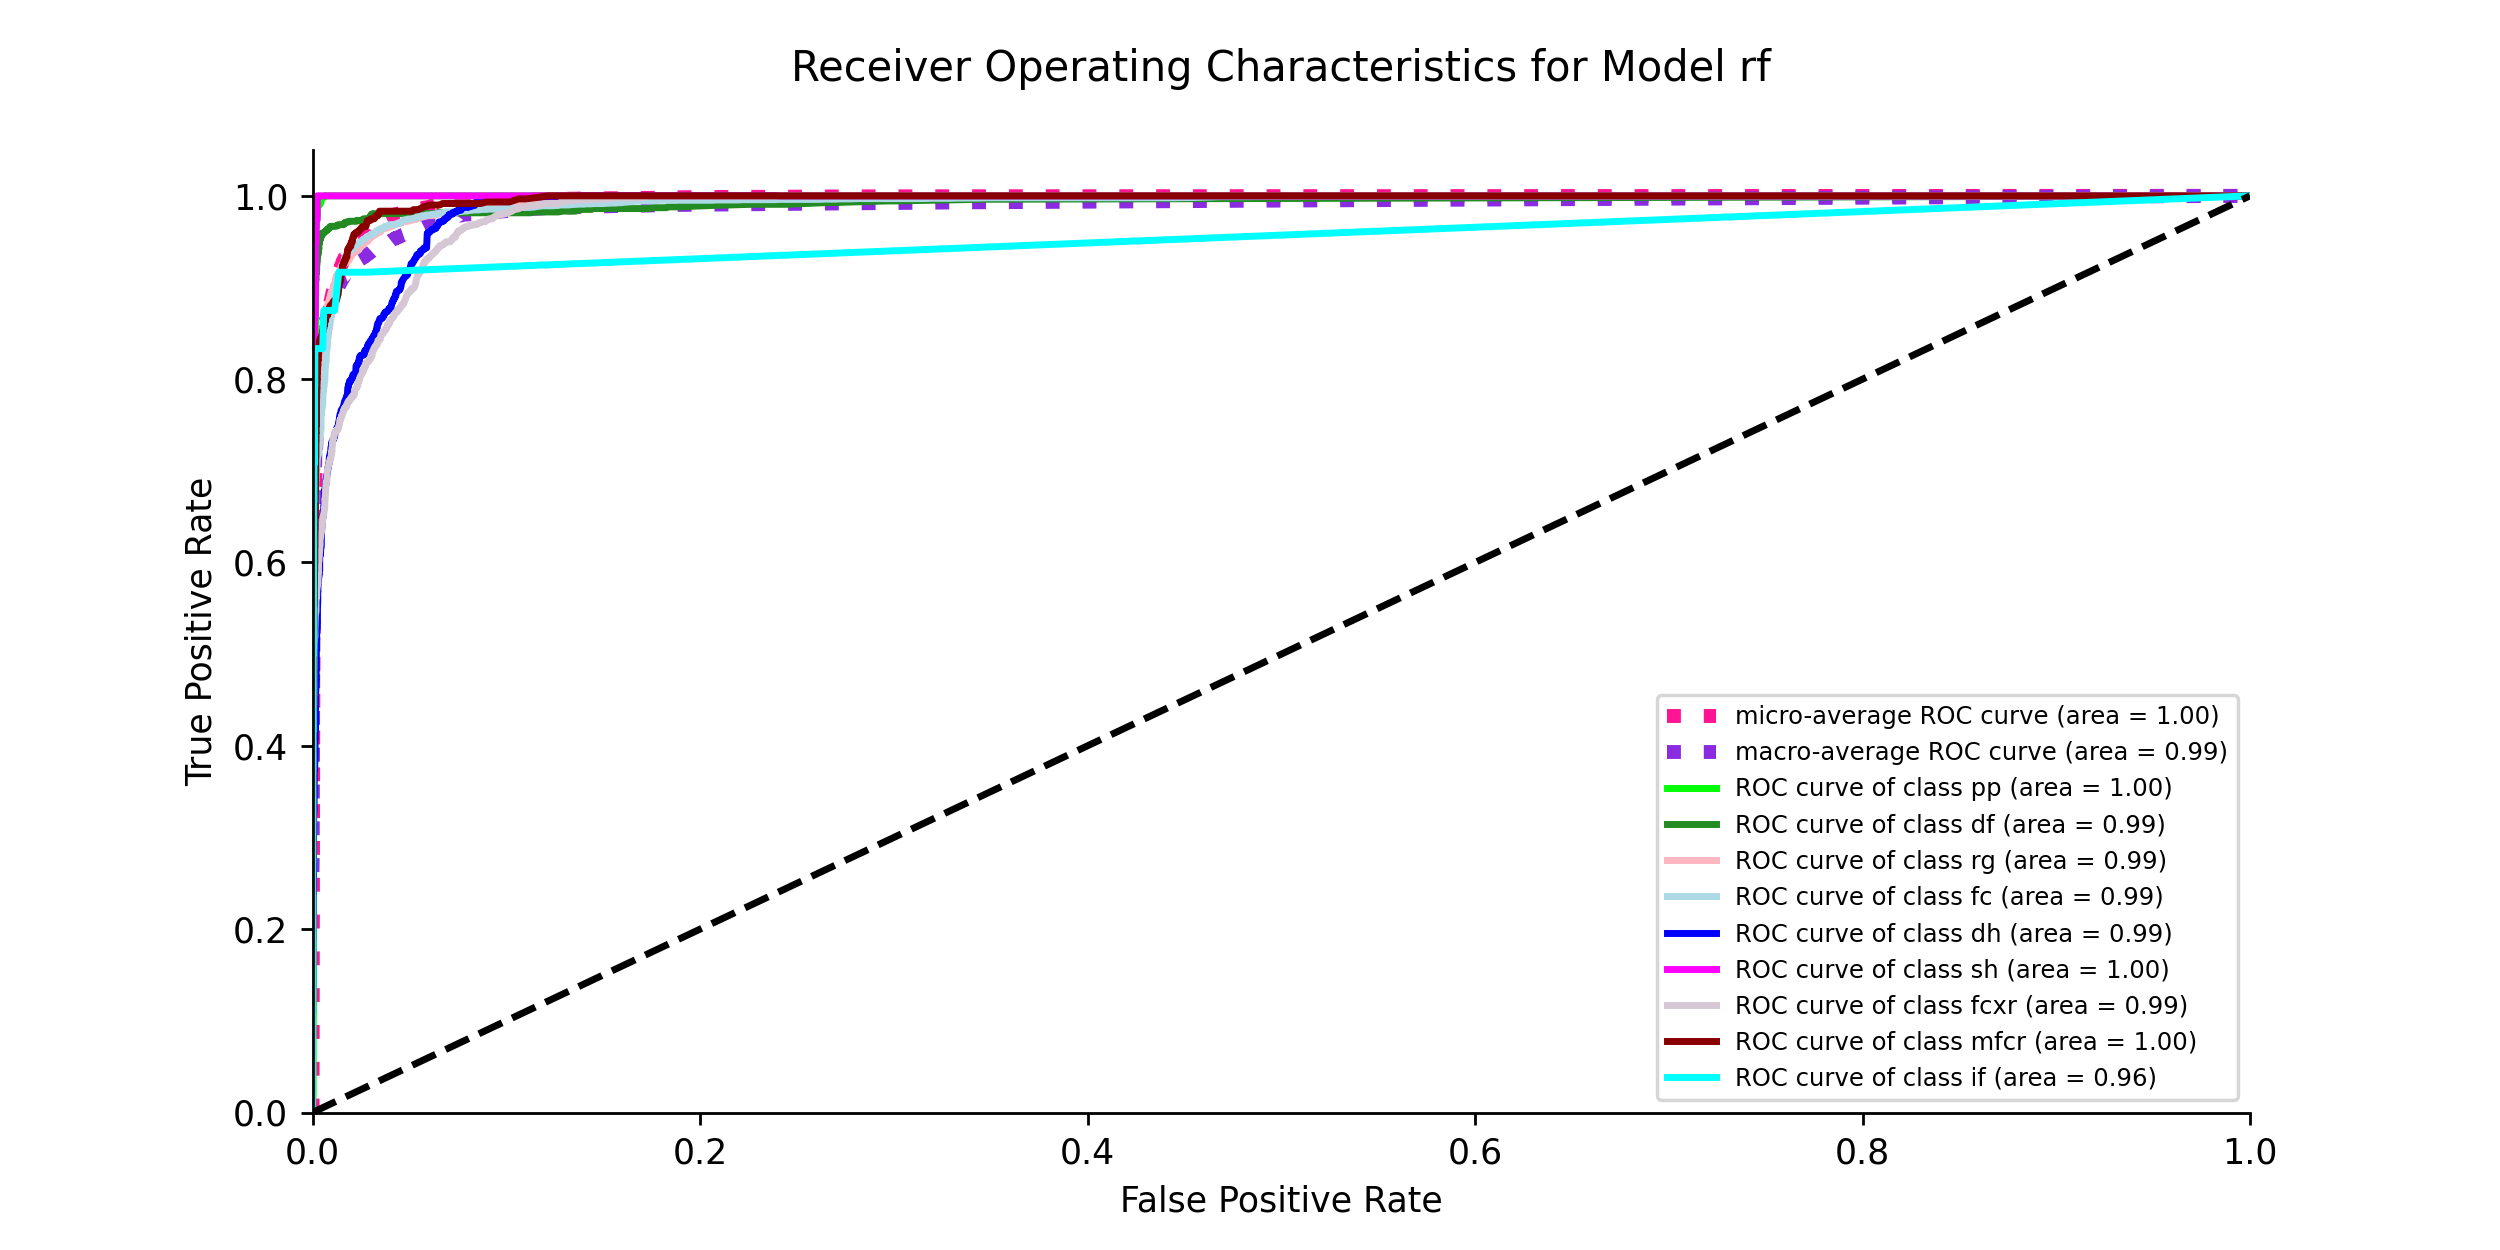 Receiver Operating Characteristics for Model rf
1.0
0.8
0.6
0.4
0.2
0.0
True Positive Rate
micro-average ROC curve (area = 1.00)
macro-average ROC curve (area = 0.99)
ROC curve of class pp (area = 1.00)
ROC curve of class df (area = 0.99)
ROC curve of class rg (area = 0.99)
ROC curve of class fc (area = 0.99)
ROC curve of class dh (area = 0.99)
ROC curve of class sh (area = 1.00)
ROC curve of class fcxr (area = 0.99)
ROC curve of class mfcr (area = 1.00)
ROC curve of class if (area = 0.96)
0.0 0.2 0.4 0.6 0.8 1.0
False Positive Rate